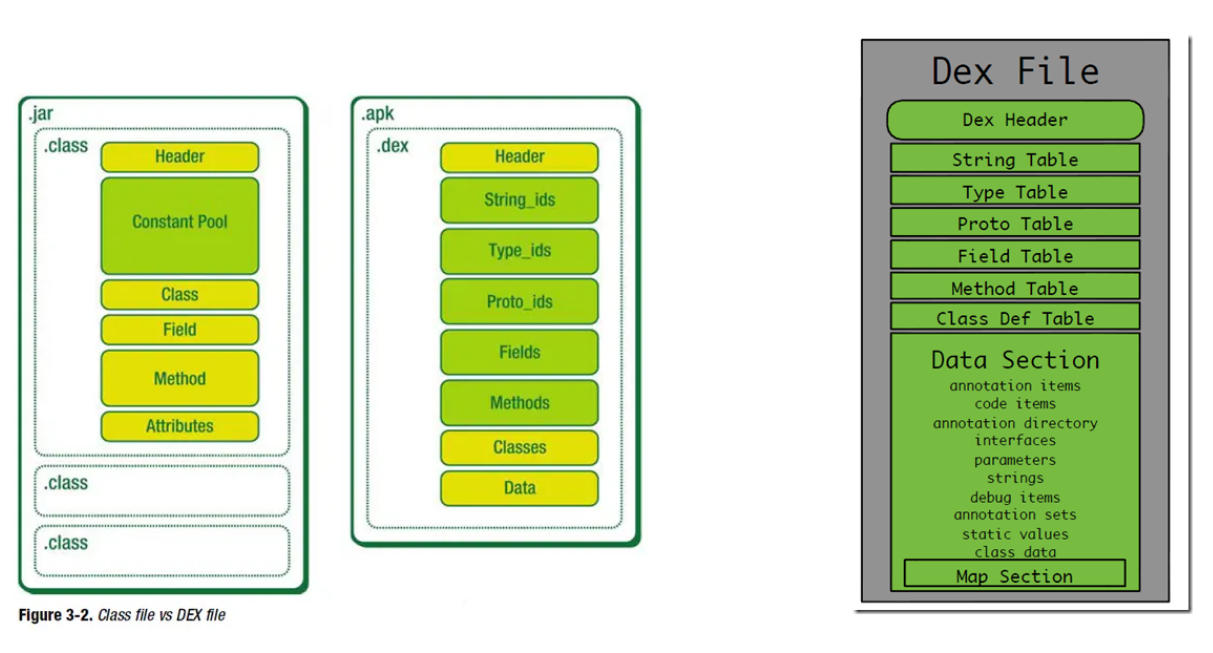 .jar
.class
Header
Constant Pool
Class
Field
Method
Attributes
.class
.class
.apk
.dex
Header
String_ids
Type_ids
Proto_ids
Fields
Methods
Classes
Data
Figure 3-2. Class file vs DEX file
Dex File
Dex Header
String Table
Type Table
Proto Table
Field Table
Method Table
Class Def Table
Data Section
annotation items
code items
annotation directory
interfaces
parameters
strings
debug items
annotation sets
static values
class data
Map Section